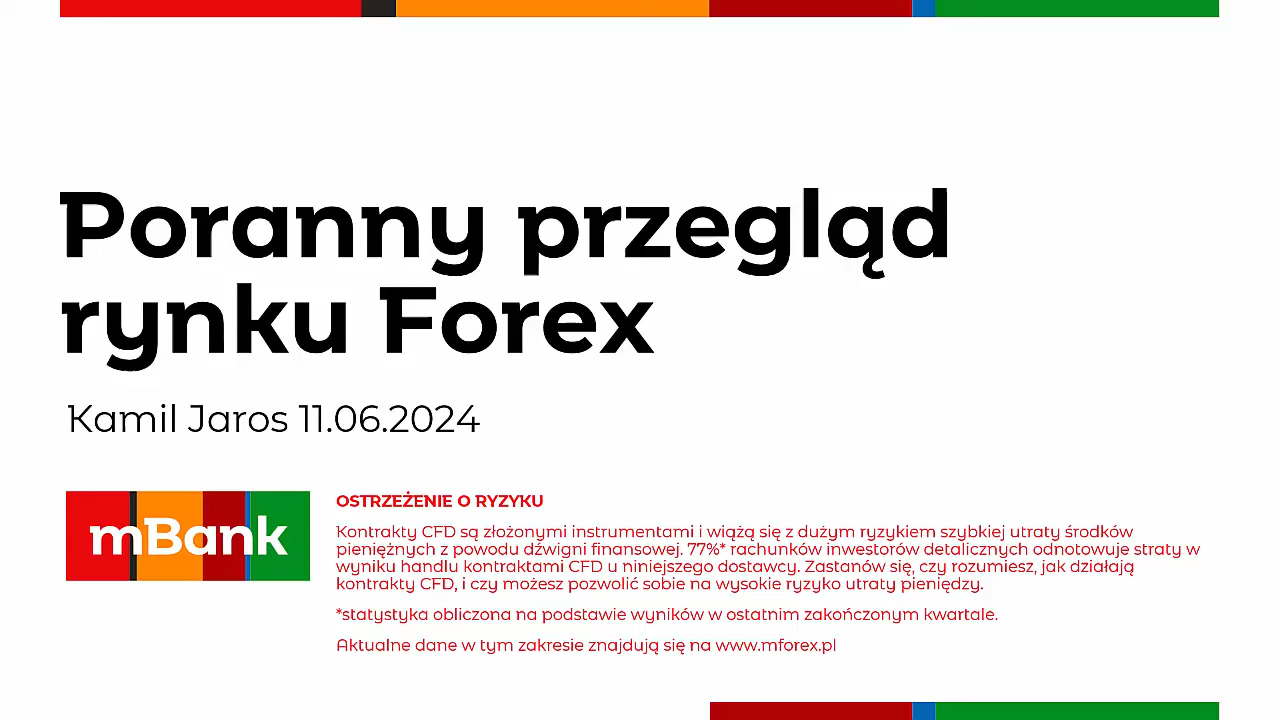 Poranny przegląd
rynku Forex
Kamil Jaros 11.06.2024
mBank
OSTRZEŻENIE O RYZYKU
Kontrakty CFD są złożonymi instrumentami i wiążą się z dużym ryzykiem szybkiej utraty środków
pieniężnych z powodu dźwigni finansowej. 77%* rachunków inwestorów detalicznych odnotowuje straty w
wyniku handlu kontraktami CFD u niniejszego dostawcy. Zastanów się, czy rozumiesz, jak działają
kontrakty CFD, i czy możesz pozwolić sobie na wysokie ryzyko utraty pieniędzy.
*statystyka obliczona na podstawie wyników w ostatnim zakończonym kwartale.
Aktualne dane w tym zakresie znajdują się na www.mforex.pl